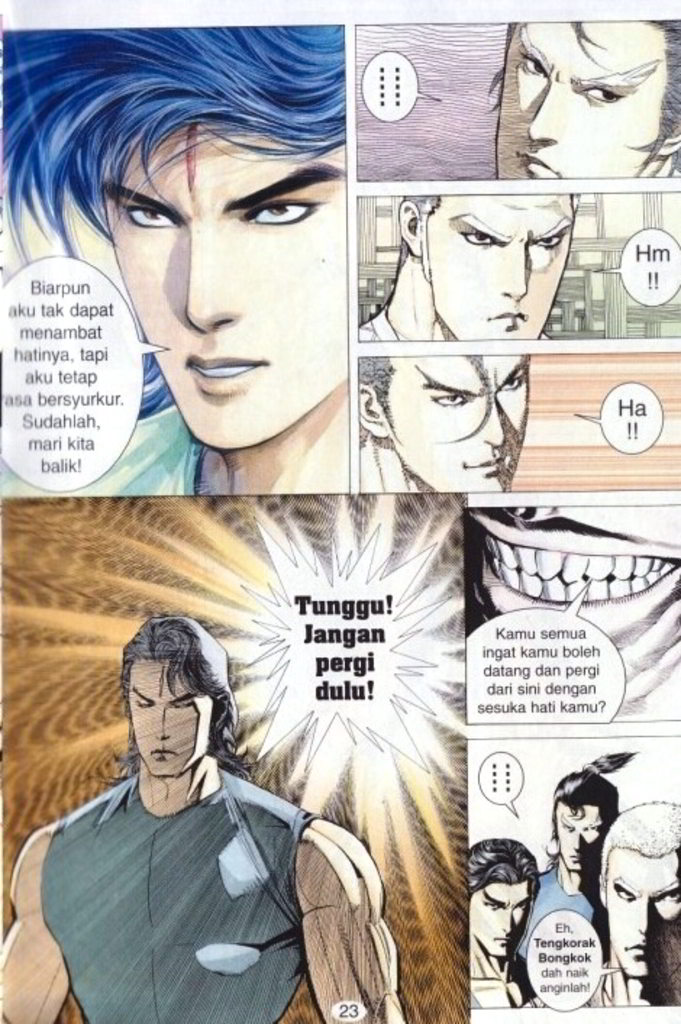 Biarpun
aku tak dapat
menambat
hatinya, tapi
aku tetap
asa bersyurkur.
Sudahlah,
mari kita
balik!
Hm
!!
Ha
!!
Tunggu!
Jangan
pergi
dulu!
Kamu semua
ingat kamu boleh
datang dan pergi
dari sini dengan
sesuka hati kamu?
Eh,
Tengkorak
Bongkok
dah naik
anginlah!
23